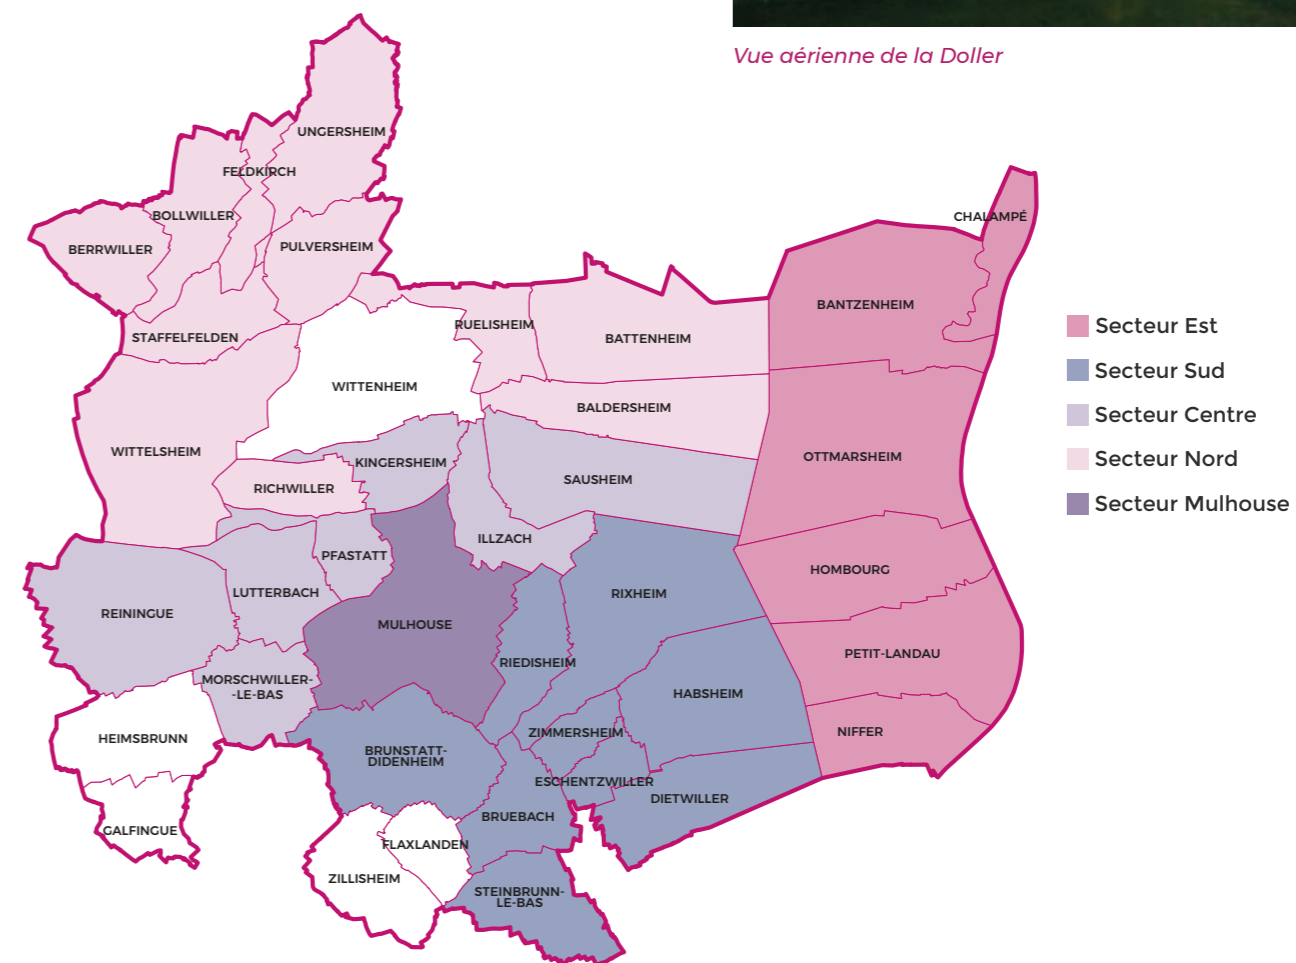 Vue aérienne de la Doller
UNGERSHEIM
FELDKIRCH
BOLLWILLER
BERRWILLER
PULVERSHEIM
CHALAMPÉ
BANTZENHEIM
STAFFELFELDEN
RUELISHEIM
BATTENHEIM
WITTENHEIM
BALDERSHEIM
WITTELSHEIM
KINGERSHEIM
OTTMARSHEIM
RICHWILLER
SAUSHEIM
ILLZACH
PFASTATT
HOMBOURG
LUTTERBACH
RIXHEIM
REININGUE
MULHOUSE
PETIT-LANDAU
RIEDISHEIM
MORSCHWILLER-
-LE-BAS
HABSHEIM
NIFFER
ZIMMERSHEIM
HEIMSBRUNN
BRUNSTATT-
DIDENHEIM
ESCHENTZWILLER
DIETWILLER
BRUEBACH
GALFINGUE
FLAXLANDEN
ZILLISHEIM
STEINBRUNN-
LE-BAS
Secteur Est
Secteur Sud
Secteur Centre
Secteur Nord
Secteur Mulhouse